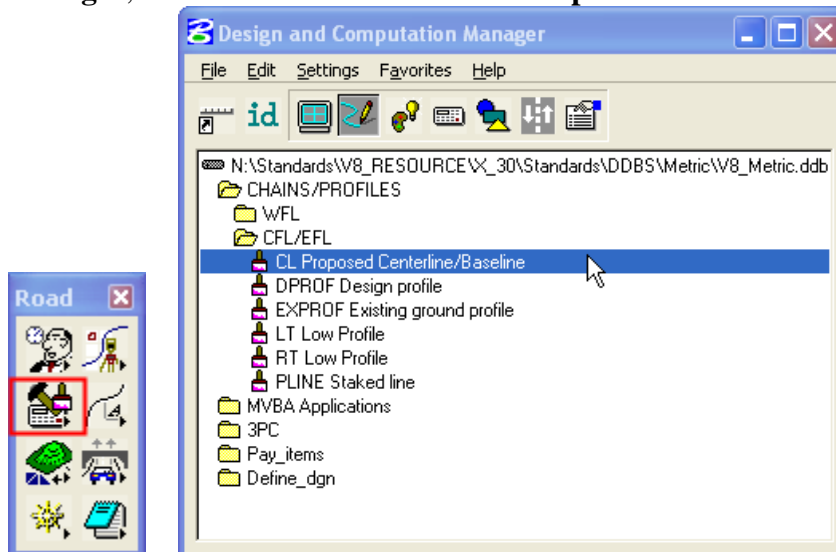 Design and Computation Manager
File Edit Settings Favorites Help
id
N:\Standards\V8_RESOURCE\X_30\Standards\DDBS\Metric\V8_Metric.ddb
CHAINS/PROFILES
WFL
CFL/EFL
CL Proposed Centerline/Baseline
DPROF Design profile
EXPROF Existing ground profile
LT Low Profile
RT Low Profile
PLINE Staked line
MVBA Applications
3PC
Pay_items
Define_dgn
Road